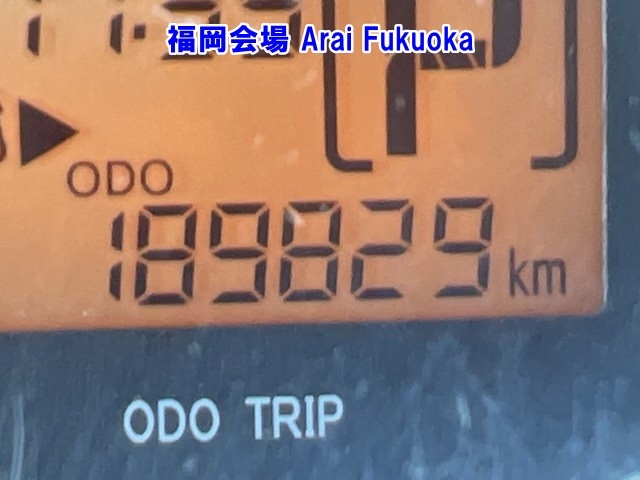 福岡会場 Arai Fukuoka
P
ODO
189829 km
ODO TRIP